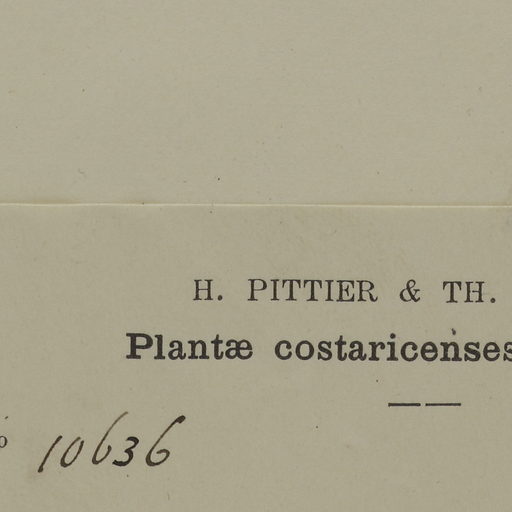 H. PITTIER & TH.
Plantæ costaricenses
o 10636